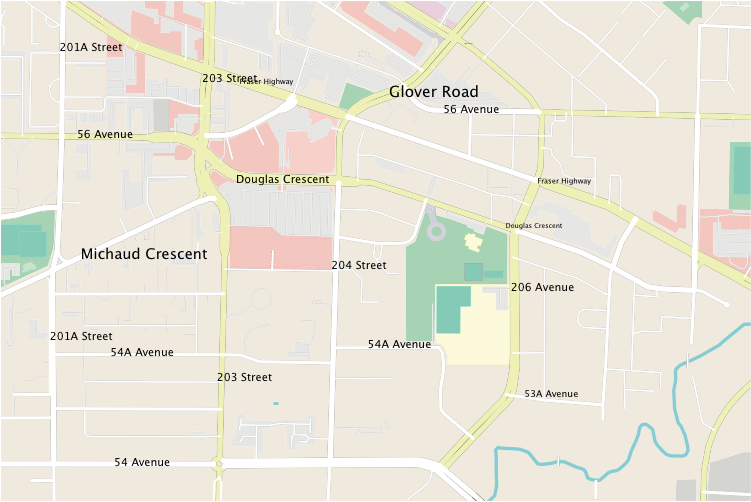 201A Street
203 Street
Fraser Highway
Glover Road
56 Avenue
56 Avenue
Douglas Crescent
Fraser Highway
Douglas Crescent
Michaud Crescent
204 Street
206 Avenue
201A Street
54A Avenue
54A Avenue
203 Street
53A Avenue
54 Avenue